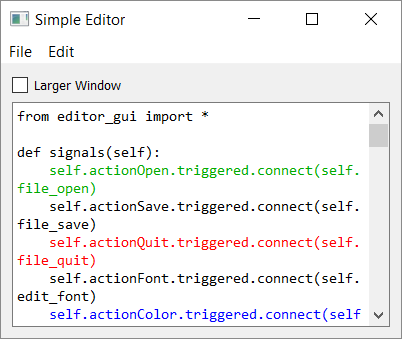 Simple Editor
File Edit
Larger Window
from editor_gui import *
def signals(self):
self.actionOpen.triggered.connect(self.
file_open)
self.actionSave.triggered.connect(self.
file_save)
self.actionQuit.triggered.connect(self.
file_quit)
self.actionFont.triggered.connect(self.
edit_font)
self.actionColor.triggered.connect(self